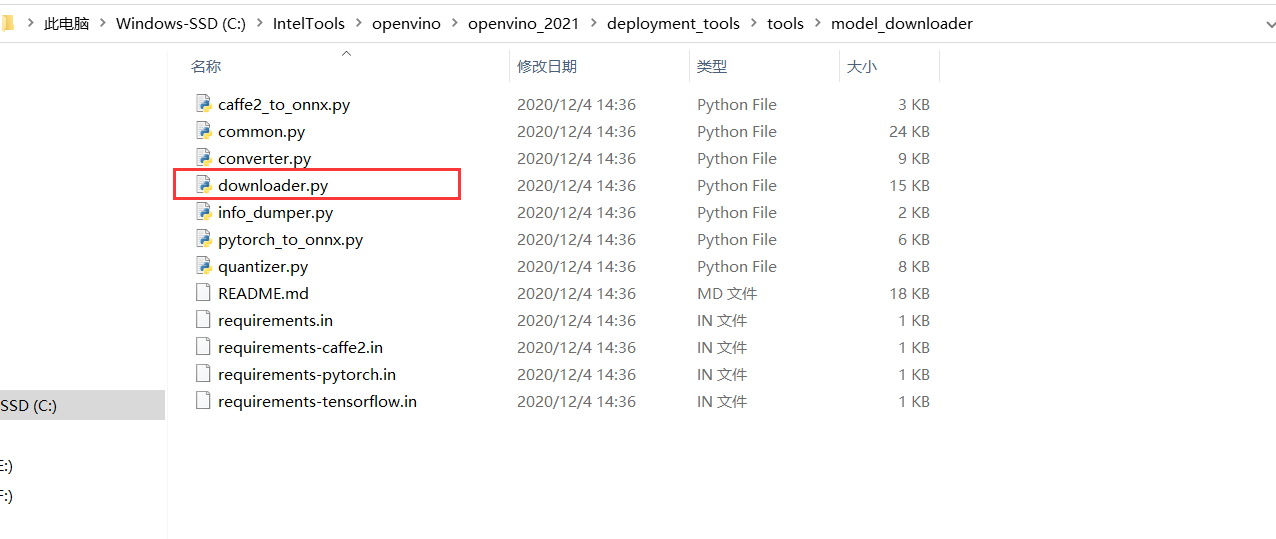 此电脑 > Windows-SSD (C:) > IntelTools > openvino > openvino_2021 > deployment_tools > tools > model_downloader
名称 修改日期 类型 大小
caffe2_to_onnx.py 2020/12/4 14:36 Python File 3 KB
common.py 2020/12/4 14:36 Python File 24 KB
converter.py 2020/12/4 14:36 Python File 9 KB
downloader.py 2020/12/4 14:36 Python File 15 KB
info_dumper.py 2020/12/4 14:36 Python File 2 KB
pytorch_to_onnx.py 2020/12/4 14:36 Python File 6 KB
quantizer.py 2020/12/4 14:36 Python File 8 KB
README.md 2020/12/4 14:36 MD 文件 18 KB
requirements.in 2020/12/4 14:36 IN 文件 1 KB
requirements-caffe2.in 2020/12/4 14:36 IN 文件 1 KB
requirements-pytorch.in 2020/12/4 14:36 IN 文件 1 KB
requirements-tensorflow.in 2020/12/4 14:36 IN 文件 1 KB
SSD (C:)
E:)
F:)